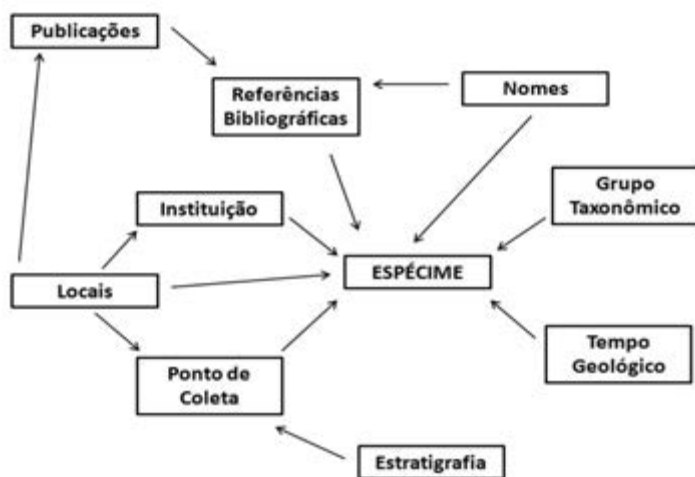 Publicações
Referências
Bibliográficas
Nomes
Grupo
Taxonômico
Instituição
ESPÉCIME
Locais
Tempo
Geológico
Ponto de
Coleta
Estratigrafia